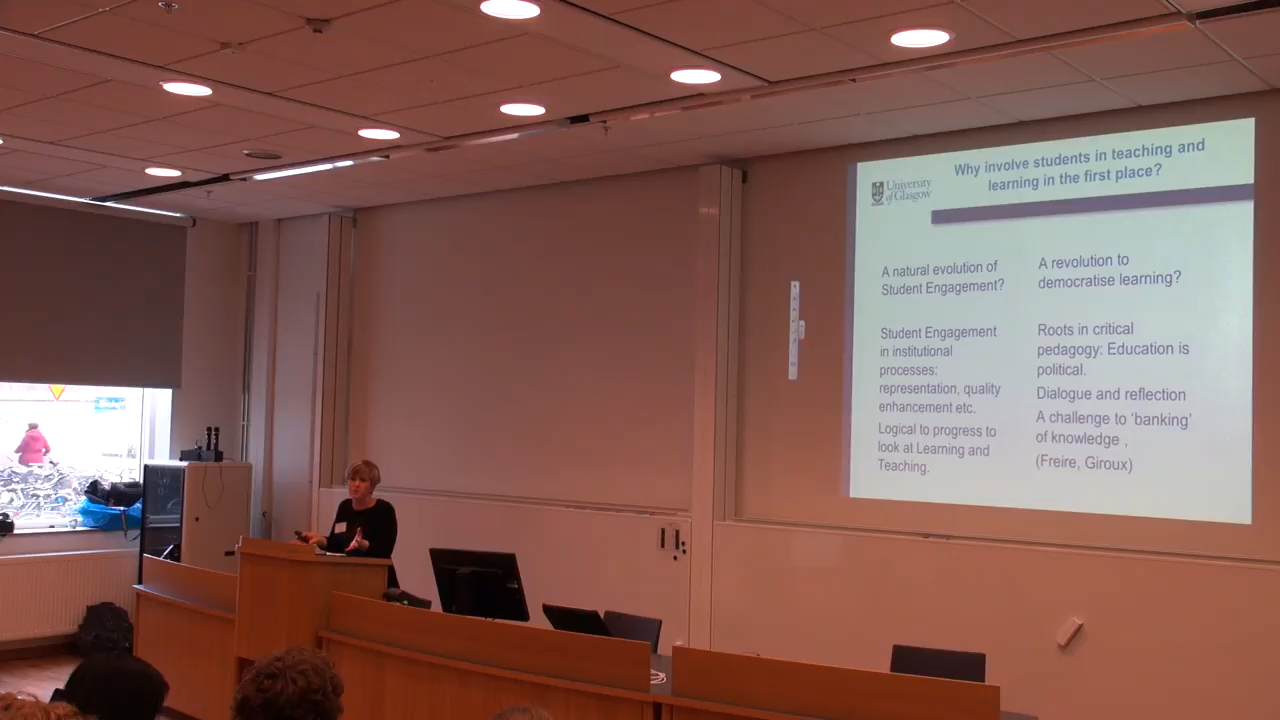 Why involve students in teaching and
learning in the first place?
University
of Glasgow
A natural evolution of
Student Engagement?
Student Engagement
in institutional
processes:
representation, quality
enhancement etc.
Logical to progress to
look at Learning and
Teaching.
A revolution to
democratise learning?
Roots in critical
pedagogy: Education is
political.
Dialogue and reflection
A challenge to ‘banking’
of knowledge ,
(Freire, Giroux)